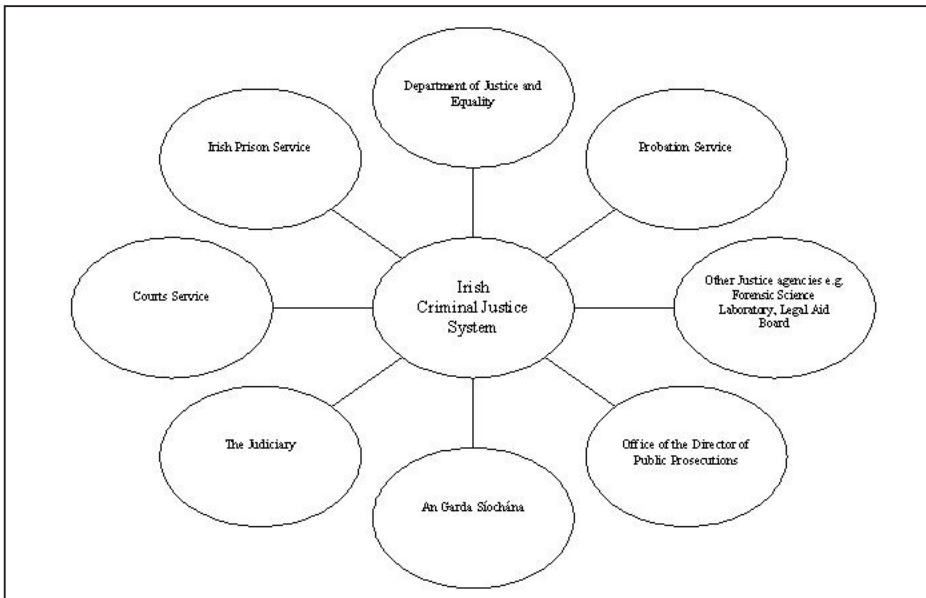 Department of Justice and
Equality
Irish Prison Service
Probation Service
Irish
Criminal Justice
System
Courts Service
Other Justice agencies e.g.
Forensic Science
Laboratory, Legal Aid
Board
The Judiciary
Office of the Director of
Public Prosecutions
An Garda Síochána